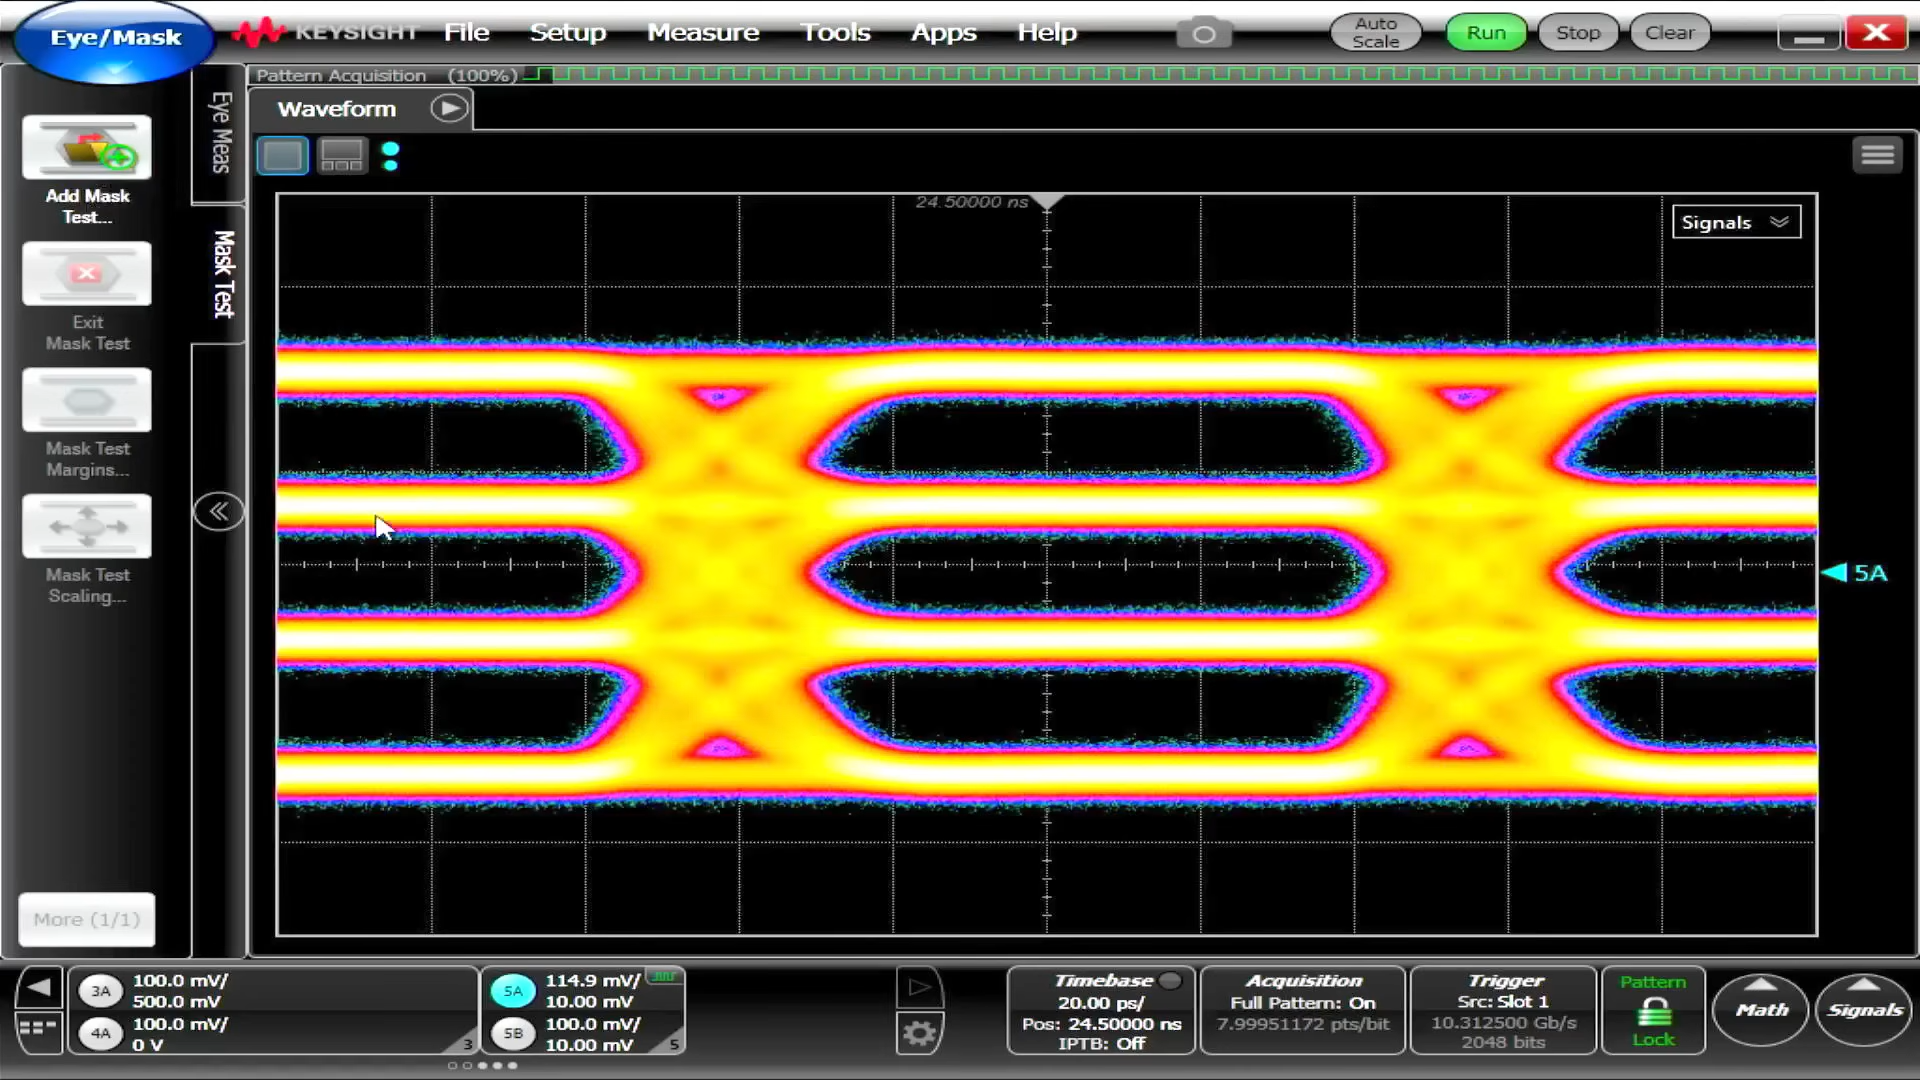 Eye/Mask
KEYSIGHT
File
Setup
Measure
Tools
Apps
Help
Auto
Scale
Run
Stop
Clear
Pattern Acquisition (100%)
Waveform
Eye Meas
Mask Test
Add Mask
Test...
Exit
Mask Test
Mask Test
Margins...
Mask Test
Scaling...
More (1/1)
24.50000 ns
Signals
5A
3A
100.0 mV/
500.0 mV
4A
100.0 mV/
0 V
3
5A
114.9 mV/
10.00 mV
5B
100.0 mV/
10.00 mV
5
Timebase
20.00 ps/
Pos: 24.50000 ns
IPTB: Off
Acquisition
Full Pattern: On
7.99951172 pts/bit
Trigger
Src: Slot 1
10.312500 Gb/s
2048 bits
Pattern
Lock
Math
Signals